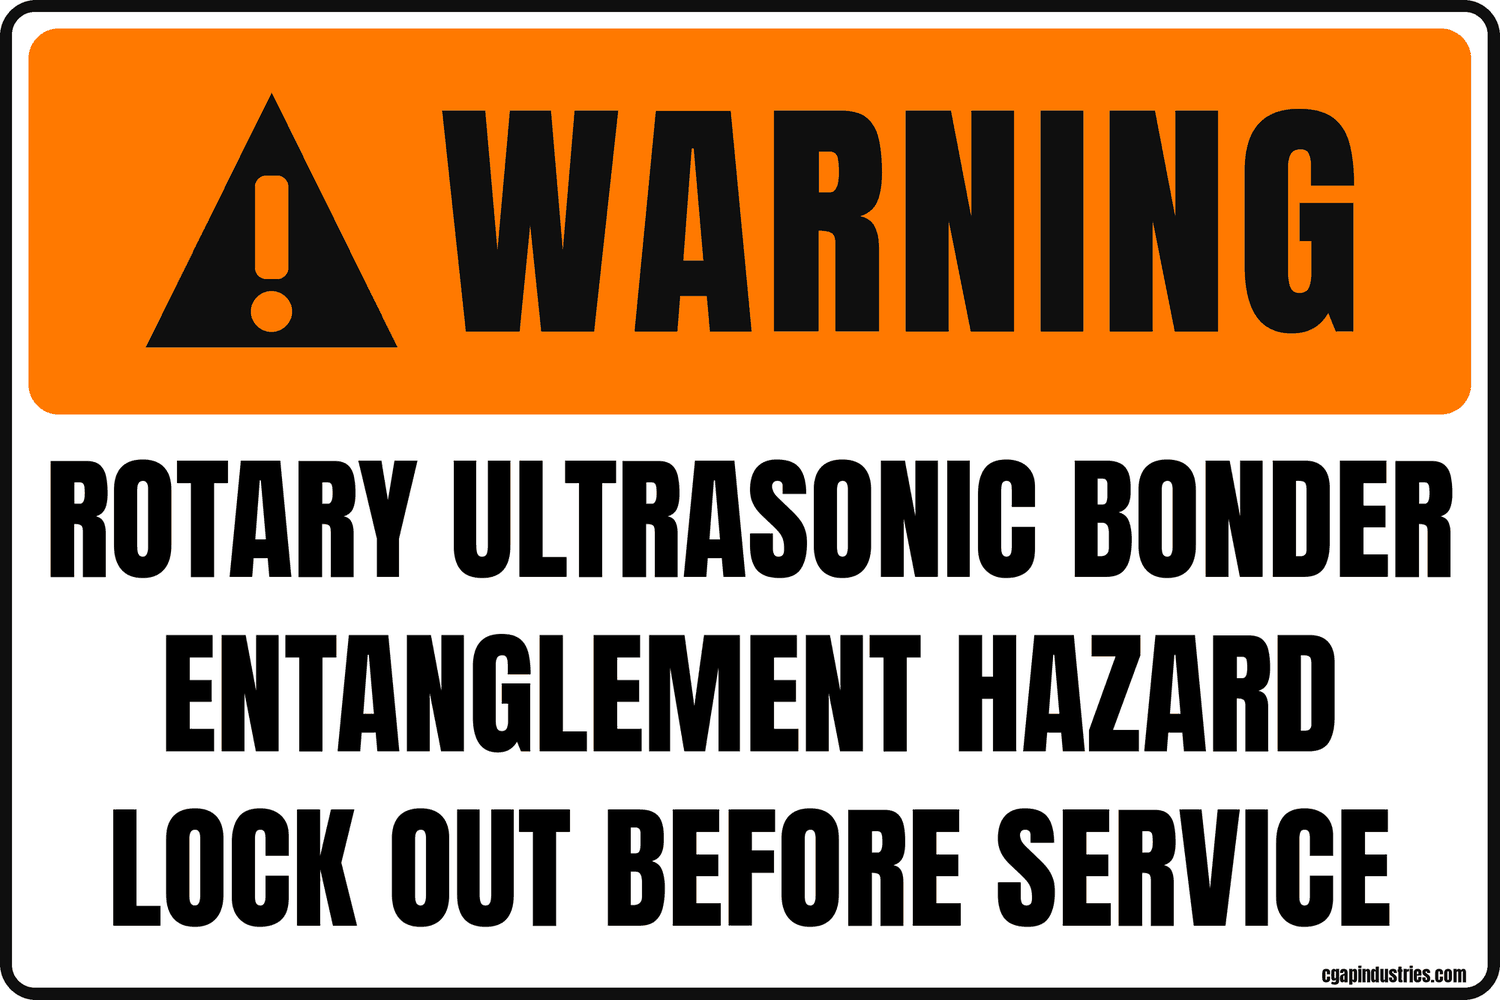 WARNING
ROTARY ULTRASONIC BONDER
ENTANGLEMENT HAZARD
LOCK OUT BEFORE SERVICE
cgapindustries.com